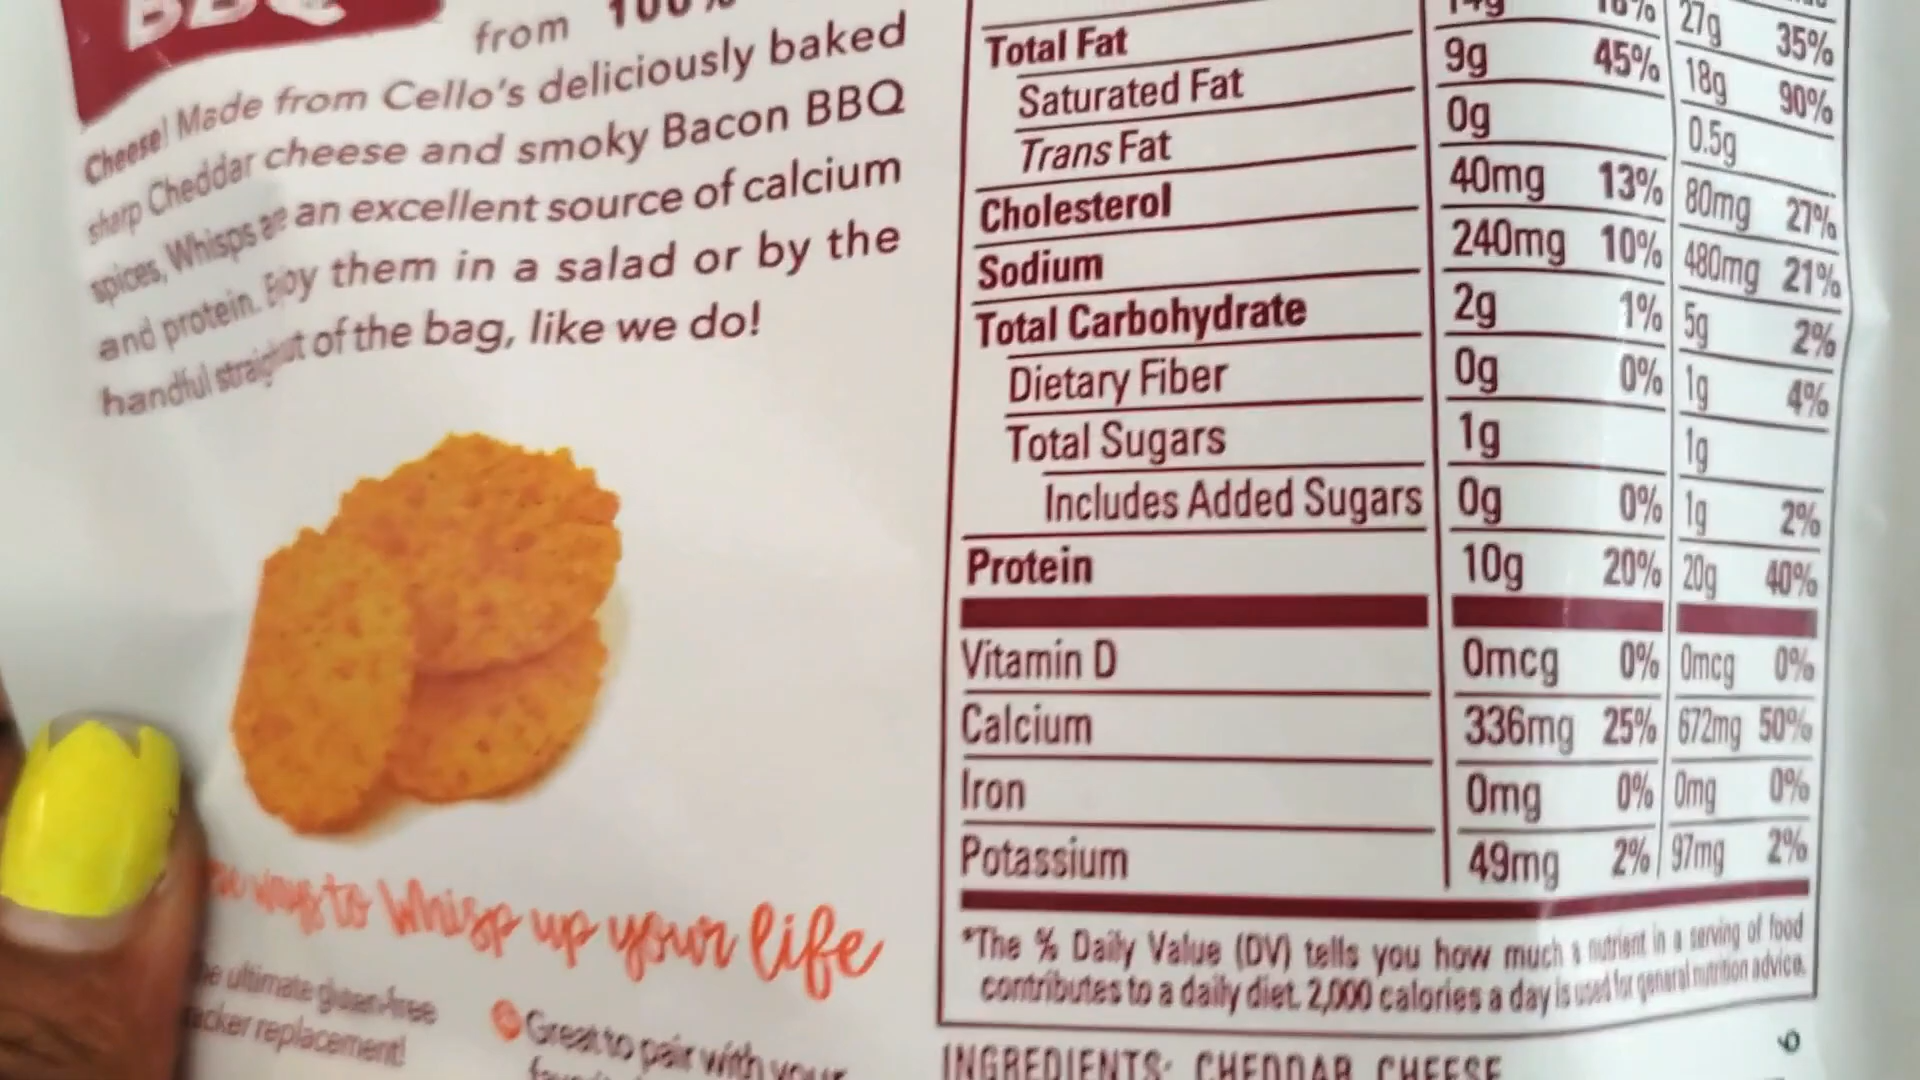 BBQ
from 100%
Cheese! Made from Cello's deliciously baked
sharp Cheddar cheese and smoky Bacon BBQ
spices, Whisps are an excellent source of calcium
and protein. Enjoy them in a salad or by the
handful straight out of the bag, like we do!
ways to Whisp up your life
ultimate gluten-free
replacement!
Great to pair with your
Total Fat 14g 18% 27g 35%
Saturated Fat 9g 45% 18g 90%
Trans Fat 0g 0.5g
Cholesterol 40mg 13% 80mg 27%
Sodium 240mg 10% 480mg 21%
Total Carbohydrate 2g 1% 5g 2%
Dietary Fiber 0g 0% 1g 4%
Total Sugars 1g 1g
Includes Added Sugars 0g 0% 1g 2%
Protein 10g 20% 20g 40%
Vitamin D 0mcg 0% 0mcg 0%
Calcium 336mg 25% 672mg 50%
Iron 0mg 0% 0mg 0%
Potassium 49mg 2% 97mg 2%
*The % Daily Value (DV) tells you how much a nutrient in a serving of food
contributes to a daily diet. 2,000 calories a day is used for general nutrition advice.
INGREDIENTS: CHEDDAR CHEESE